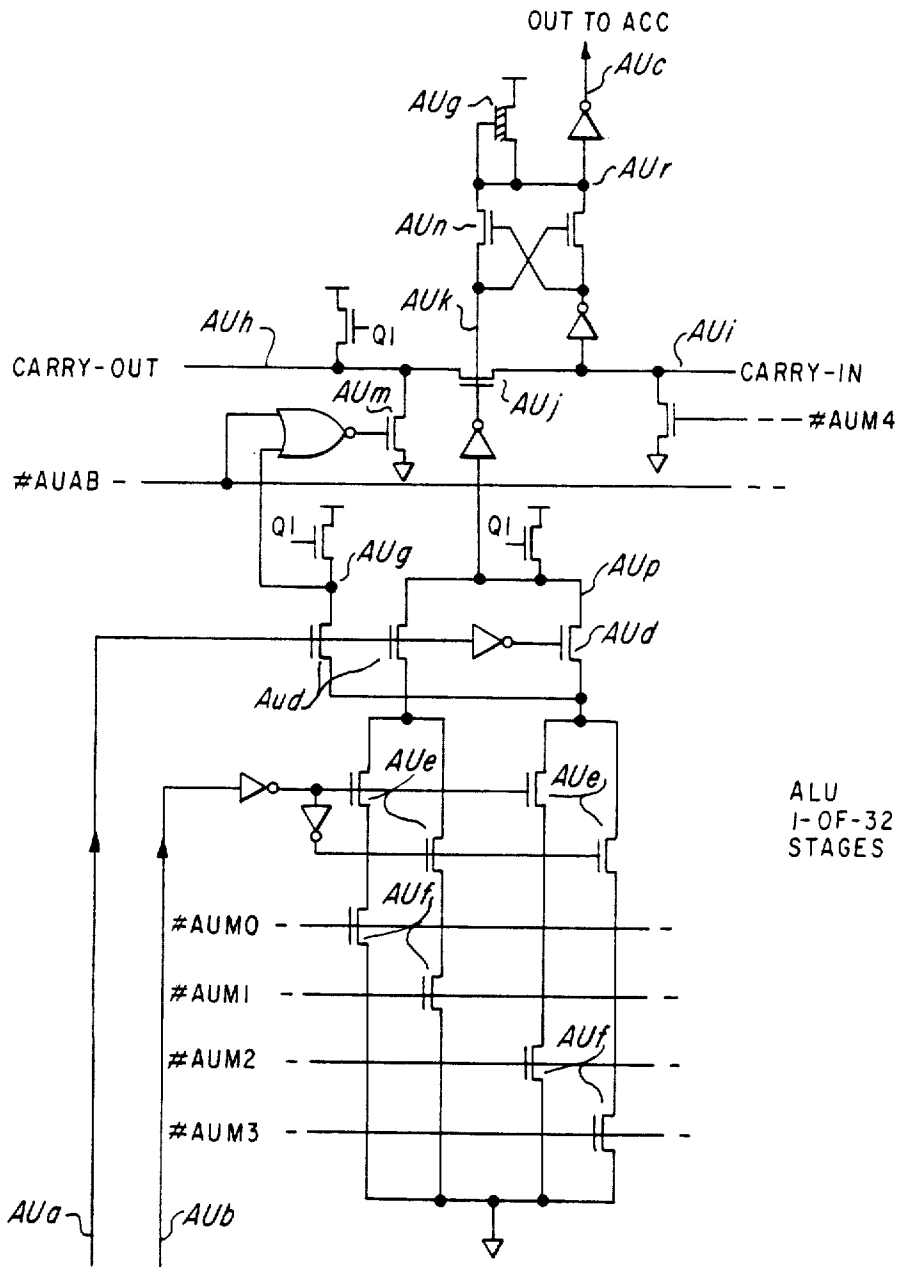 OUT TO ACC
AUc
AUg
AUr
AUn
AUk
AUh
Q1
AUi
CARRY-OUT
CARRY-IN
AUm
AUj
#AUM4
#AUAB
Q1
Q1
AUg
AUp
AUd
Aud
AUe
AUe
ALU
1-OF-32
STAGES
AUf
#AUM0
#AUM1
AUf
#AUM2
#AUM3
AUa
AUb